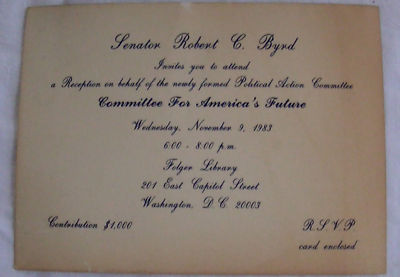 Senator Robert C. Byrd
Invites you to attend
a Reception on behalf of the newly formed Political Action Committee
Committee For America's Future
Wednesday, November 9, 1983
6:00 - 8:00 p.m.
Folger Library
201 East Capitol Street
Washington, D.C. 20003
Contribution $1,000
R.S.V.P
card enclosed